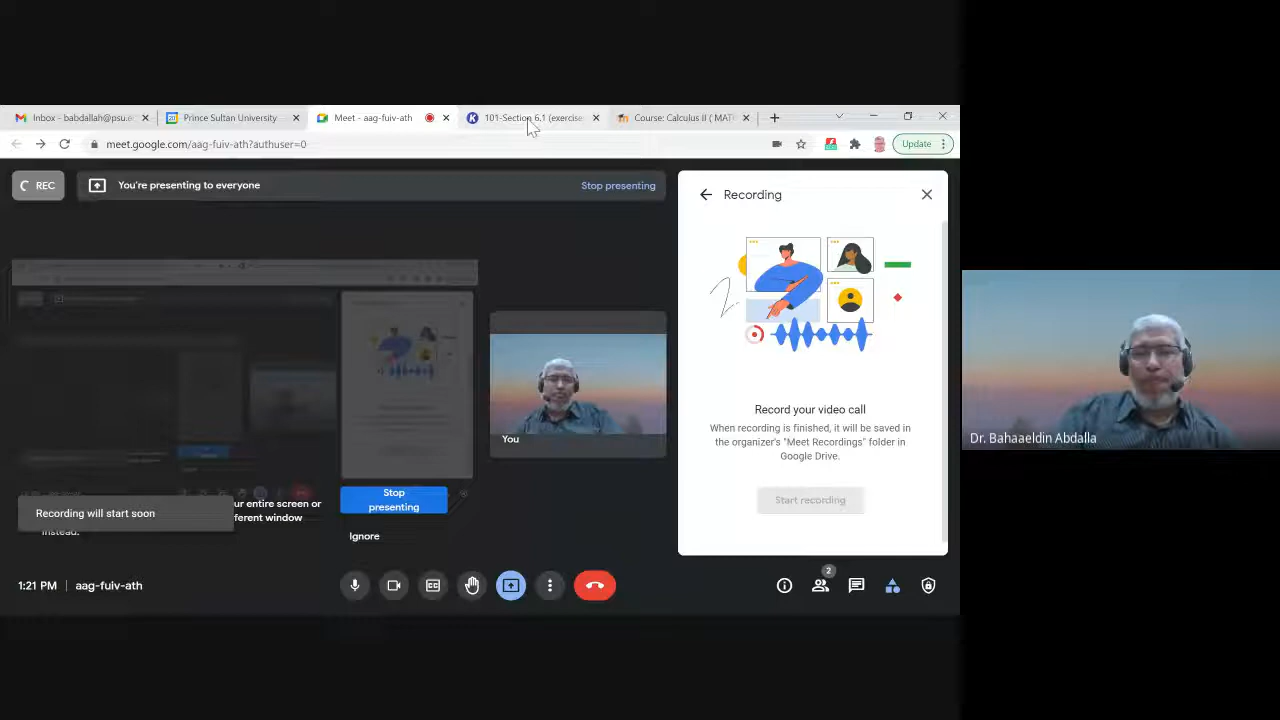 Inbox - babdallah@psu.e
Prince Sultan University
Meet - aag-fuiv-ath
101-Section 6.1 (exercise
Course: Calculus II ( MAT
meet.google.com/aag-fuiv-ath?authuser=0
Update
REC
You're presenting to everyone
Stop presenting
Recording
You
Record your video call
When recording is finished, it will be saved in
the organizer's "Meet Recordings" folder in
Google Drive.
Start recording
Dr. Bahaaeldin Abdalla
Stop
presenting
Recording will start soon
ur entire screen or
ferent window
instead.
Ignore
1:21 PM | aag-fuiv-ath
2